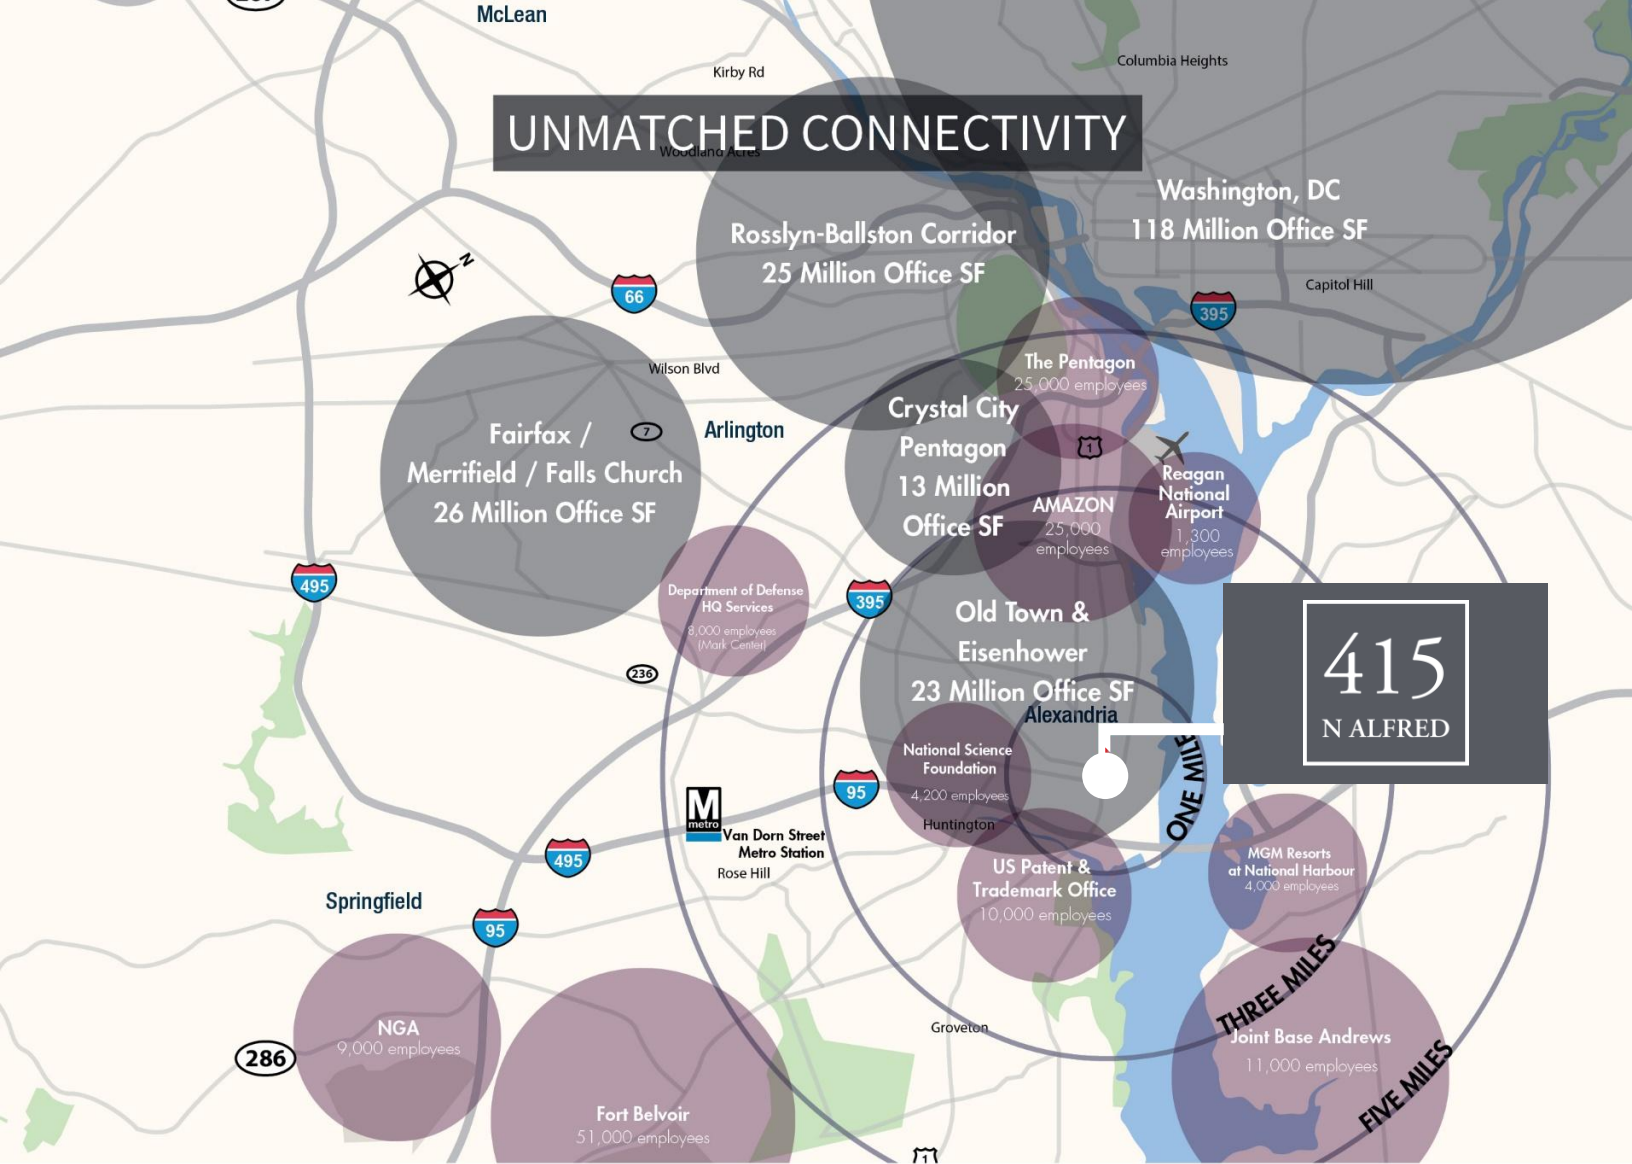 McLean
Columbia Heights
Kirby Rd
UNMATCHED CONNECTIVITY
Woodland Acres
Washington, DC
118 Million Office SF
Rosslyn-Ballston Corridor
25 Million Office SF
N
66
Capitol Hill
395
Wilson Blvd
The Pentagon
25,000 employees
Crystal City
Pentagon
13 Million
Office SF
Fairfax /
Merrifield / Falls Church
26 Million Office SF
7
Arlington
1
Reagan
National
Airport
1,300
employees
AMAZON
25,000
employees
495
Department of Defense
HQ Services
8,000 employees
(Mark Center)
395
Old Town &
Eisenhower
23 Million Office SF
Alexandria
415
N ALFRED
236
National Science
Foundation
4,200 employees
ONE MILE
95
M
metro
Van Dorn Street
Metro Station
Rose Hill
Huntington
495
US Patent &
Trademark Office
10,000 employees
MGM Resorts
at National Harbour
4,000 employees
Springfield
95
THREE MILES
NGA
9,000 employees
Groveton
Joint Base Andrews
11,000 employees
286
FIVE MILES
Fort Belvoir
51,000 employees
1